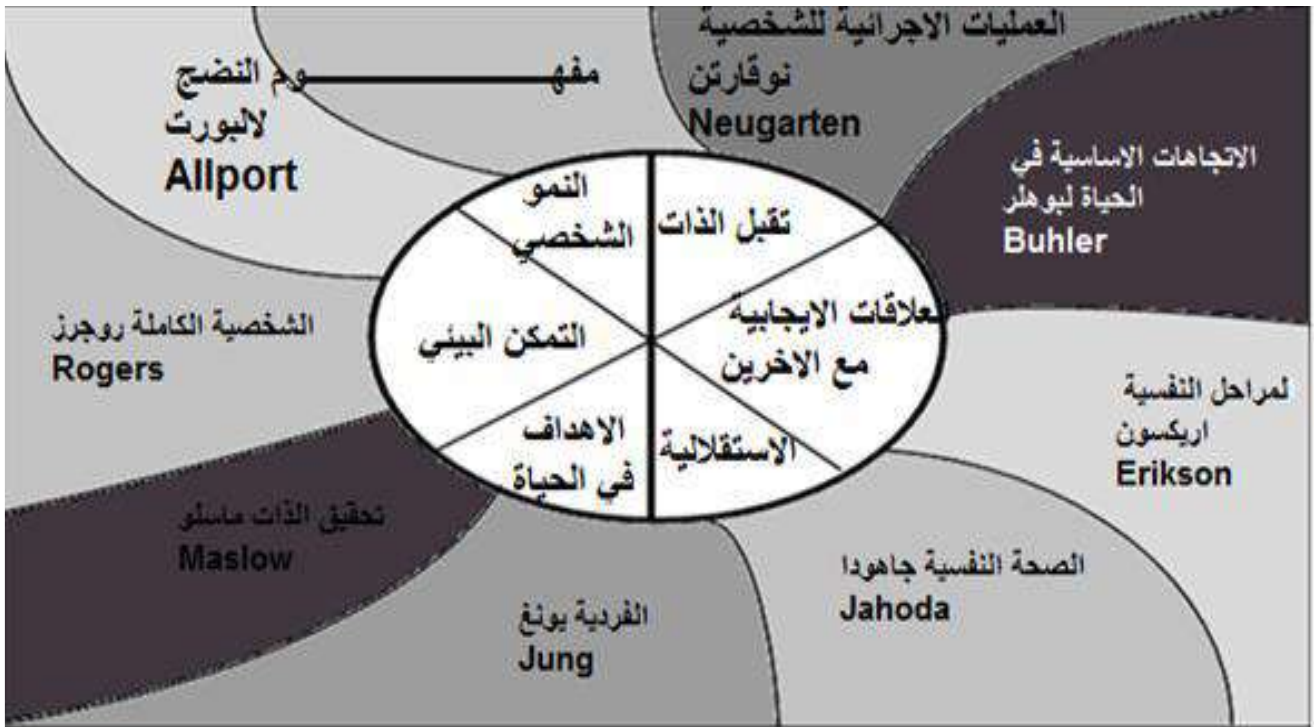 العمليات الاجرائية للشخصية
نوقارتن
Neugarten
الاتجاهات الاساسية في
الحياة لبوهلر
Buhler
لمراحل النفسية
اريكسون
Erikson
الصحة النفسية جاهودا
Jahoda
الفردية يونغ
Jung
تحقيق الذات ماسلو
Maslow
الشخصية الكاملة روجرز
Rogers
مفهـــــــوم النضج
لالبورت
Allport
تقبل الذات
لعلاقات الايجابية
مع الاخرين
الاستقلالية
الاهداف
في الحياة
التمكن البيئي
النمو
الشخصي